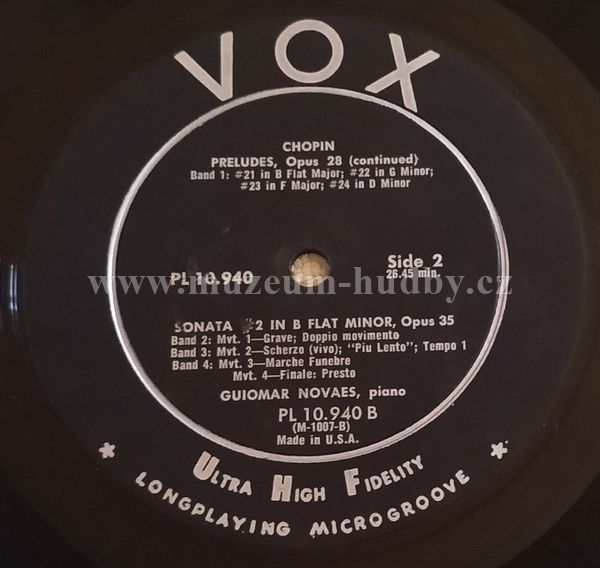 VOX
CHOPIN
PRELUDES, Opus 28 (continued)
Band 1: #21 in B Flat Major; #22 in G Minor;
#23 in F Major; #24 in D Minor
PL 10.940
Side 2
26.45 min.
www.muzeum-hudby.cz
SONATA #2 IN B FLAT MINOR, Opus 35
Band 2: Mvt. 1—Grave; Doppio movimento
Band 3: Mvt. 2—Scherzo (vivo); "Piu Lento"; Tempo 1
Band 4: Mvt. 3—Marche Funebre
Mvt. 4—Finale: Presto
GUIOMAR NOVAES, piano
PL 10.940 B
(M-1007-B)
Made in U.S.A.
ULTRA HIGH FIDELITY
* LONGPLAYING MICROGROOVE *